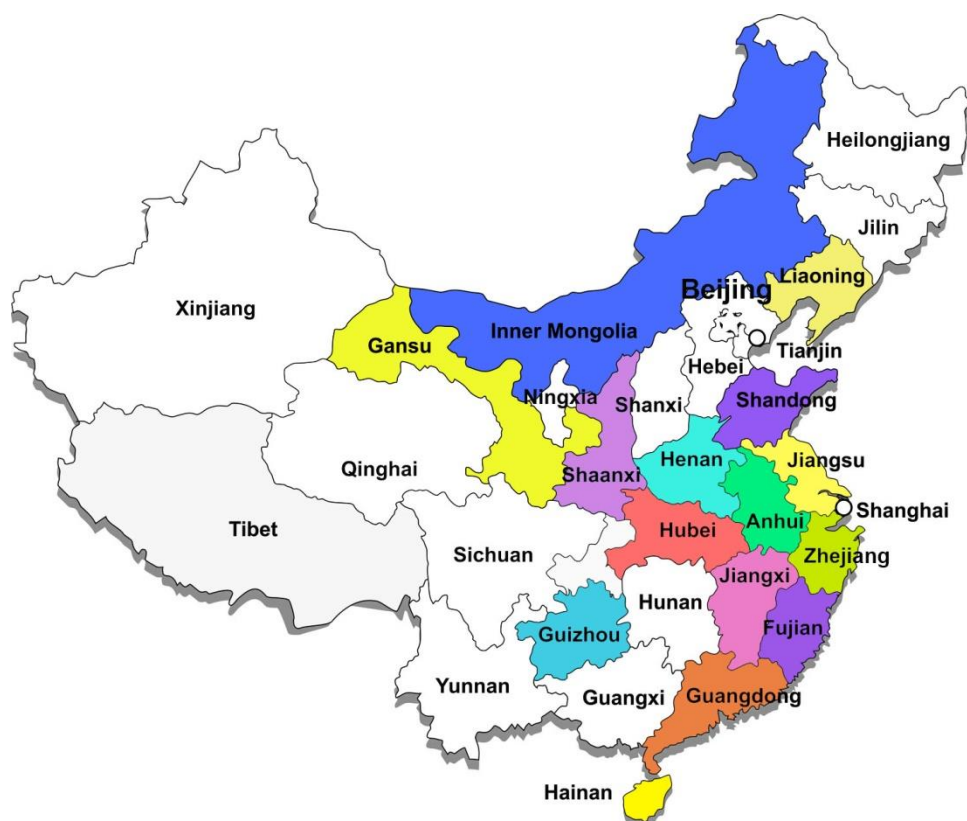 Heilongjiang
Jilin
Liaoning
Beijing
Xinjiang
Inner Mongolia
Gansu
Tianjin
Hebei
Ningxia
Shanxi
Shandong
Henan
Jiangsu
Qinghai
Shaanxi
Shanghai
Anhui
Tibet
Hubei
Sichuan
Zhejiang
Jiangxi
Hunan
Guizhou
Fujian
Yunnan
Guangxi
Guangdong
Hainan